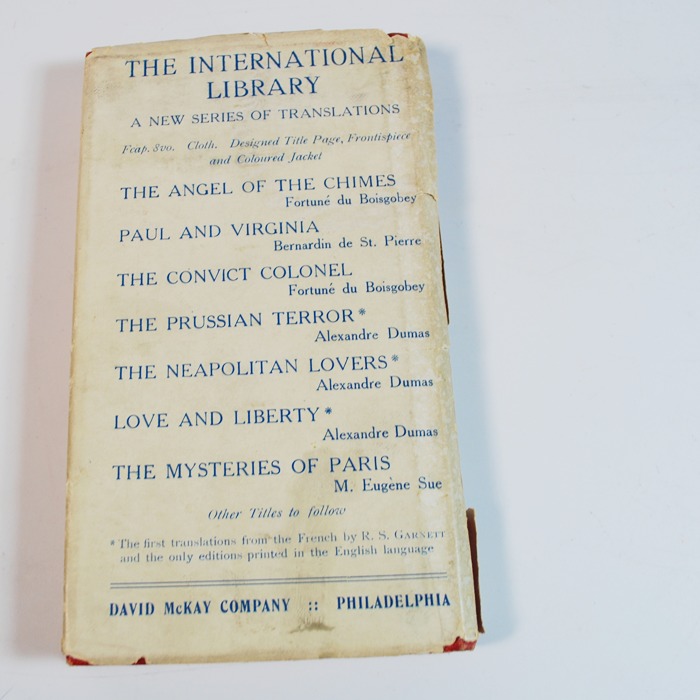 THE INTERNATIONAL
LIBRARY
A NEW SERIES OF TRANSLATIONS
Fcap. 8vo. Cloth. Designed Title Page, Frontispiece
and Coloured Jacket
THE ANGEL OF THE CHIMES
Fortuné du Boisgobey
PAUL AND VIRGINIA
Bernardin de St. Pierre
THE CONVICT COLONEL
Fortuné du Boisgobey
THE PRUSSIAN TERROR*
Alexandre Dumas
THE NEAPOLITAN LOVERS*
Alexandre Dumas
LOVE AND LIBERTY*
Alexandre Dumas
THE MYSTERIES OF PARIS
M. Eugène Sue
Other Titles to follow
* The first translations from the French by R. S. GARNETT
and the only editions printed in the English language
DAVID McKAY COMPANY :: PHILADELPHIA